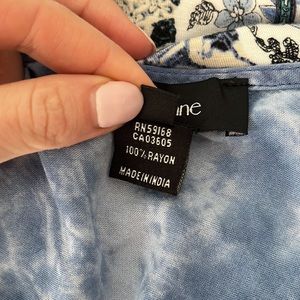 ne
RN59168
CA03605
100% RAYON
MADE IN INDIA